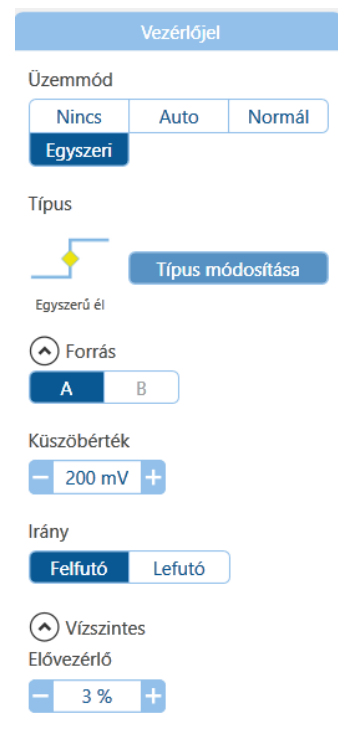 Vezérlőjel
Üzemmód
Nincs Auto Normál
Egyszeri
Típus
Típus módosítása
Egyszerű él
Forrás
A B
Küszöbérték
− 200 mV +
Irány
Felfutó Lefutó
Vízszintes
Elővezérlő
− 3 % +